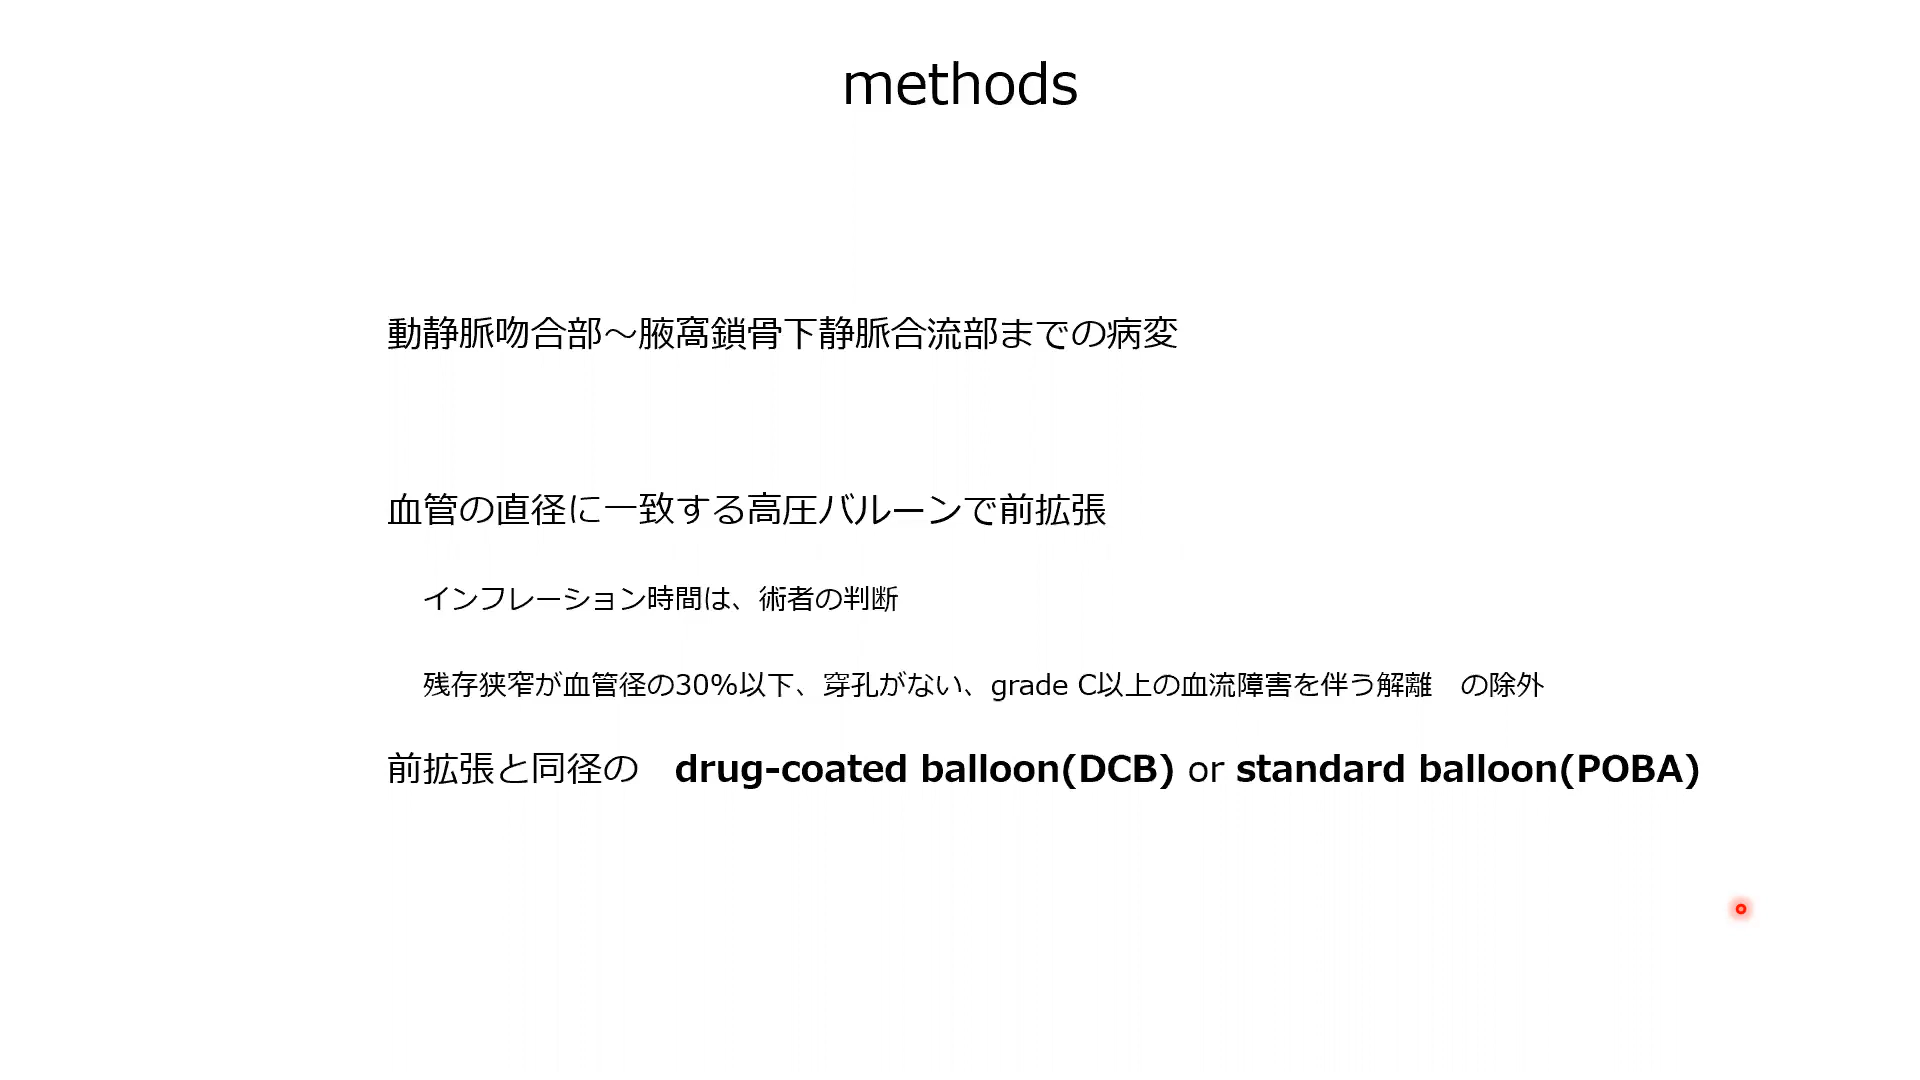 methods
動静脈吻合部～腋窩鎖骨下静脈合流部までの病変
血管の直径に一致する高圧バルーンで前拡張
インフレーション時間は、術者の判断
残存狭窄が血管径の30%以下、穿孔がない、grade C以上の血流障害を伴う解離　の除外
前拡張と同径の　drug-coated balloon(DCB) or standard balloon(POBA)